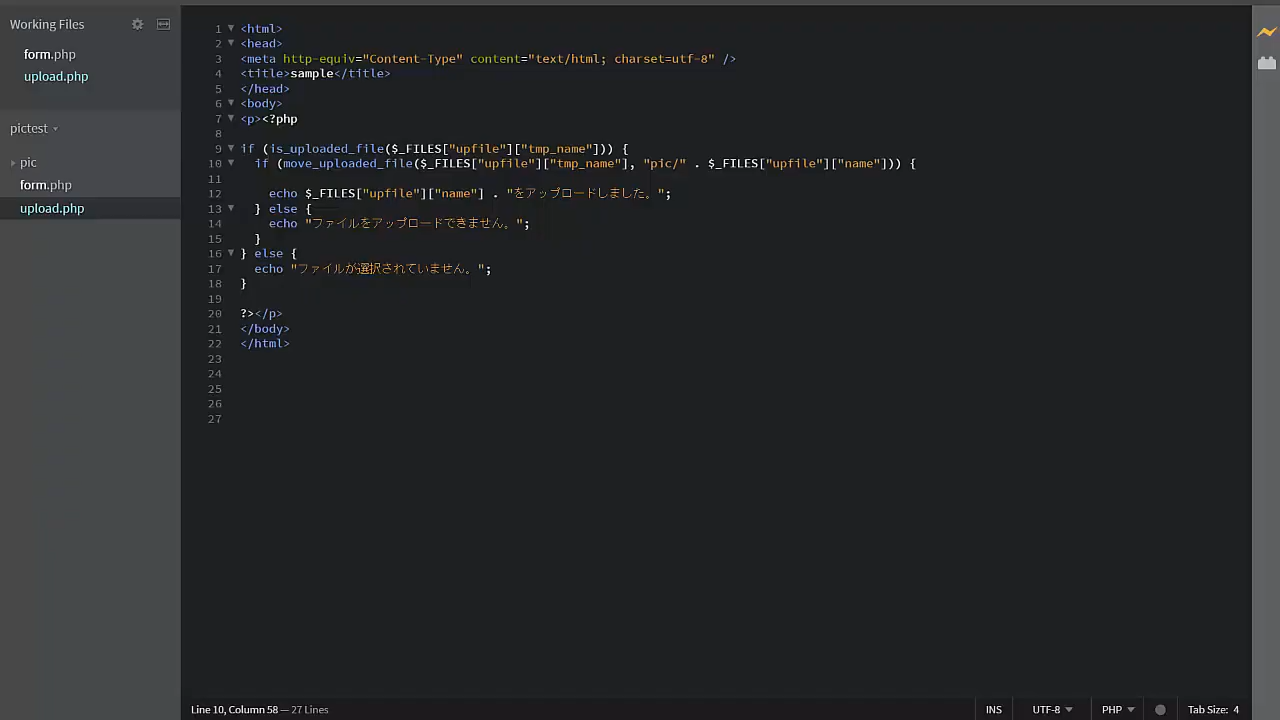 Working Files
form.php
upload.php
pictest
pic
form.php
upload.php
1 <html>
2 <head>
3 <meta http-equiv="Content-Type" content="text/html; charset=utf-8" />
4 <title>sample</title>
5 </head>
6 <body>
7 <p><?php
8
9 if (is_uploaded_file($_FILES["upfile"]["tmp_name"])) {
10   if (move_uploaded_file($_FILES["upfile"]["tmp_name"], "pic/" . $_FILES["upfile"]["name"])) {
11
12     echo $_FILES["upfile"]["name"] . "をアップロードしました。";
13   } else {
14     echo "ファイルをアップロードできません。";
15   }
16 } else {
17   echo "ファイルが選択されていません。";
18 }
19
20 ?></p>
21 </body>
22 </html>
23
24
25
26
27
Line 10, Column 58 — 27 Lines
INS
UTF-8
PHP
Tab Size: 4